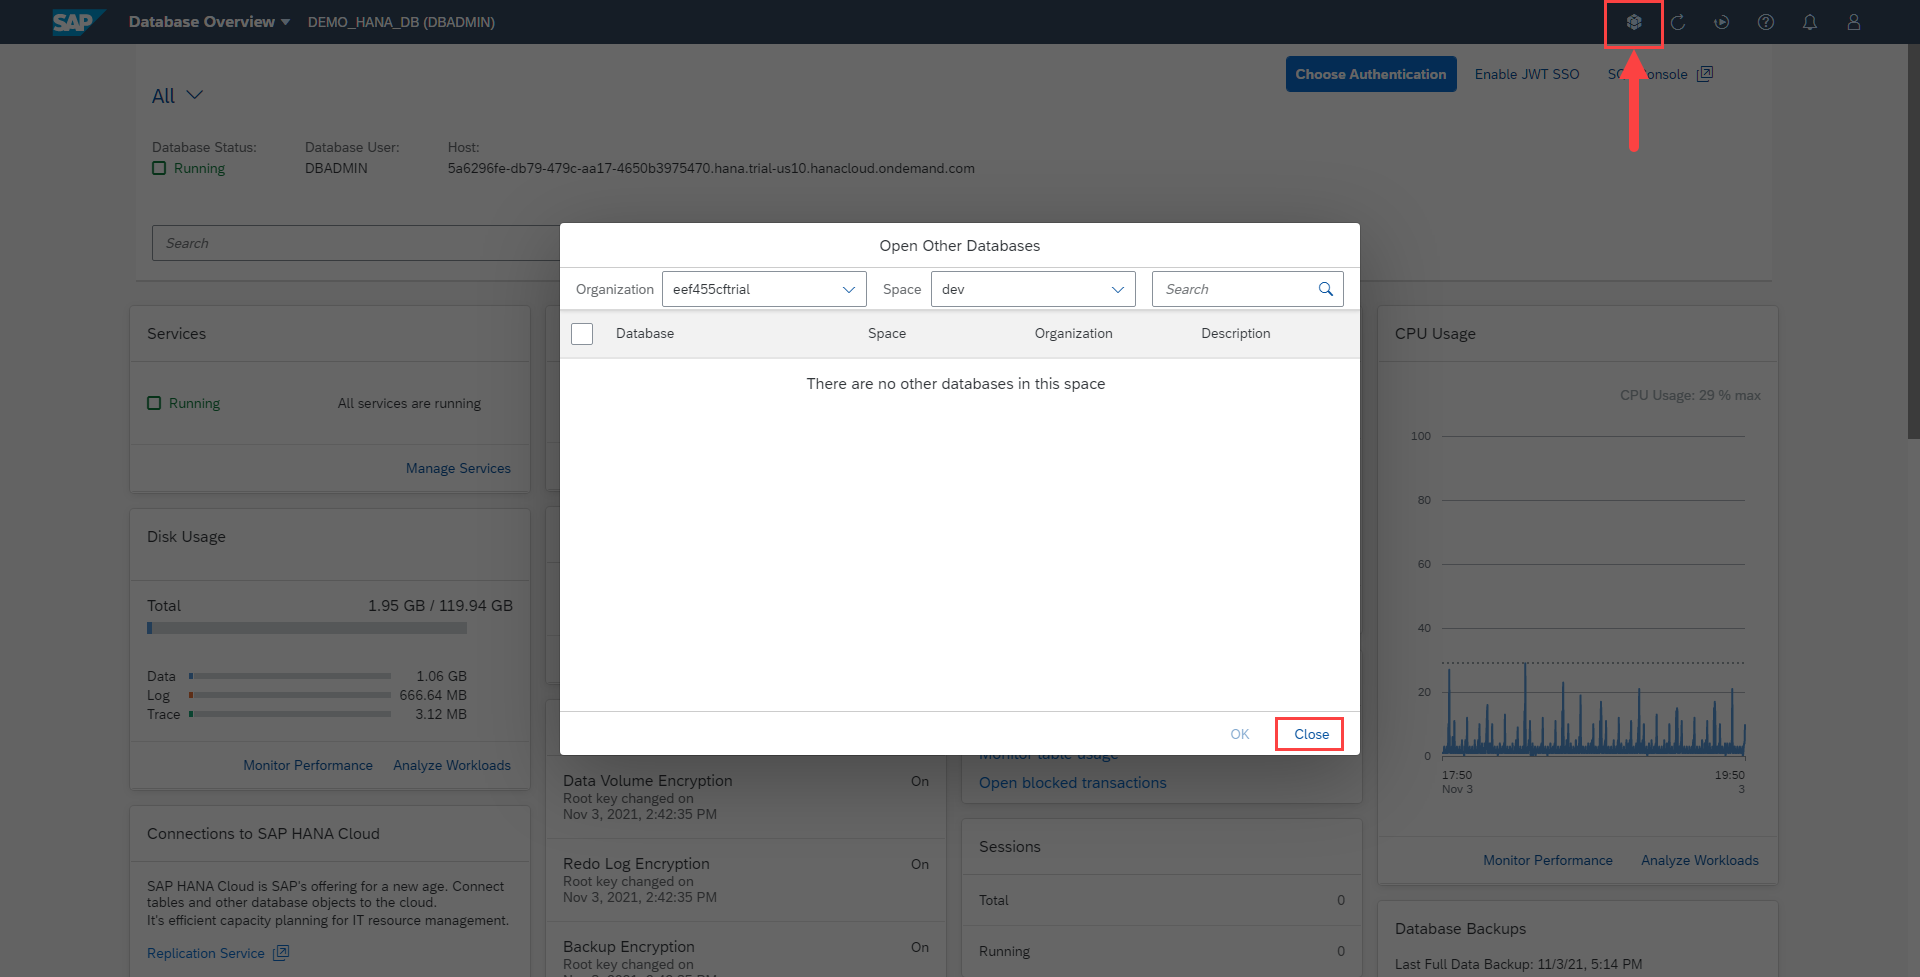 SAP
Database Overview
DEMO_HANA_DB (DBADMIN)
Choose Authentication
Enable JWT SSO
All
Database Status:
Running
Database User:
DBADMIN
Host:
5a6296fe-db79-479c-aa17-4650b3975470.hana.trial-us10.hanacloud.ondemand.com
Search
Open Other Databases
Organization
eef455cftrial
Space
dev
Search
Database
Space
Organization
Description
There are no other databases in this space
OK
Close
Services
Running
All services are running
Manage Services
Disk Usage
Total
1.95 GB / 119.94 GB
Data
1.06 GB
Log
666.64 MB
Trace
3.12 MB
Monitor Performance
Analyze Workloads
Connections to SAP HANA Cloud
SAP HANA Cloud is SAP's offering for a new age. Connect
tables and other database objects to the cloud.
It's efficient capacity planning for IT resource management.
Replication Service
Data Volume Encryption
On
Root key changed on
Nov 3, 2021, 2:42:35 PM
Redo Log Encryption
On
Root key changed on
Nov 3, 2021, 2:42:35 PM
Backup Encryption
On
Root key changed on
Monitor table usage
Open blocked transactions
Sessions
Total
0
Running
0
CPU Usage
CPU Usage: 29 % max
100
80
60
40
20
0
17:50
Nov 3
19:50
3
Monitor Performance
Analyze Workloads
Database Backups
Last Full Data Backup: 11/3/21, 5:14 PM